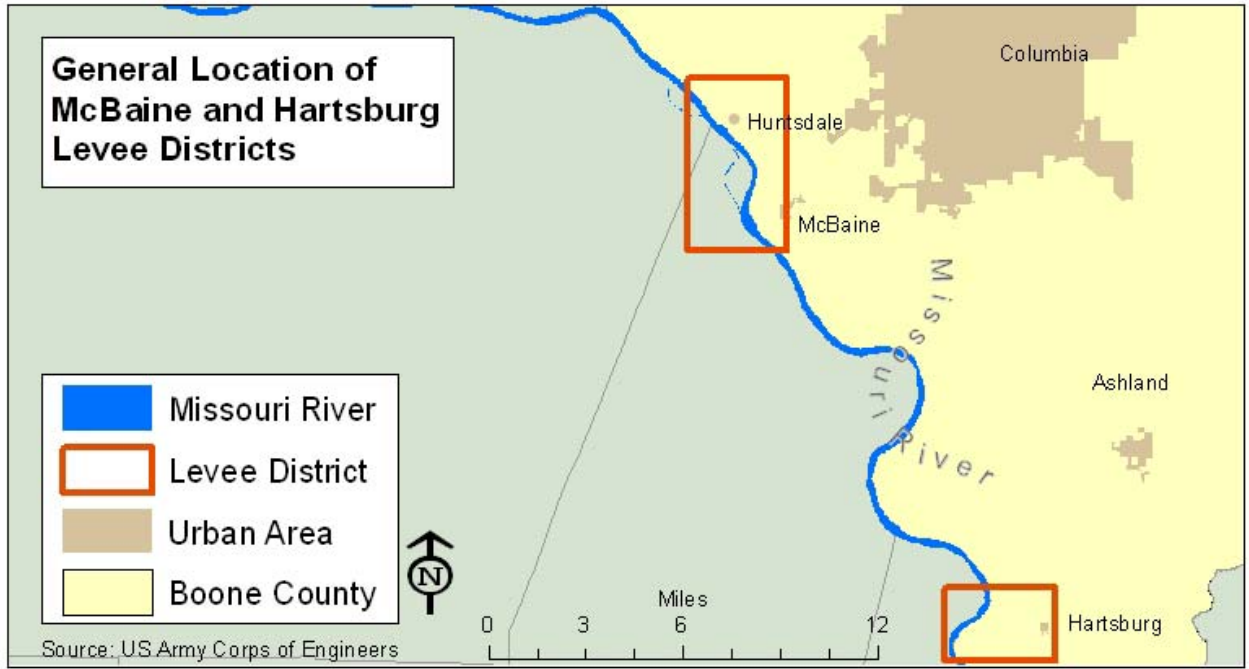 General Location of
McBaine and Hartsburg
Levee Districts
Columbia
Huntsdale
McBaine
Missouri River
Ashland
Missouri River
Levee District
Urban Area
Boone County
N
Source: US Army Corps of Engineers
Miles
0 3 6 12
Hartsburg